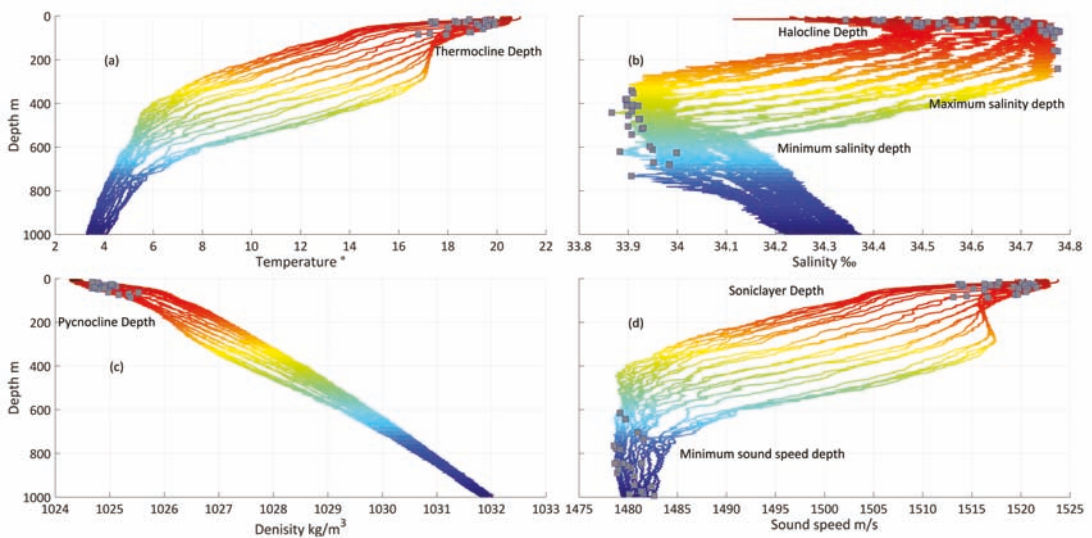 0
200
400
600
800
1000
Depth m
(a)
Thermocline Depth
2 4 6 8 10 12 14 16 18 20 22
Temperature °
(b)
Halocline Depth
Maximum salinity depth
Minimum salinity depth
33.8 33.9 34 34.1 34.2 34.3 34.4 34.5 34.6 34.7 34.8
Salinity ‰
0
200
400
600
800
1000
Depth m
Pycnocline Depth
(c)
1024 1025 1026 1027 1028 1029 1030 1031 1032 1033
Denisity kg/m³
Soniclayer Depth
(d)
Minimum sound speed depth
1475 1480 1485 1490 1495 1500 1505 1510 1515 1520 1525
Sound speed m/s